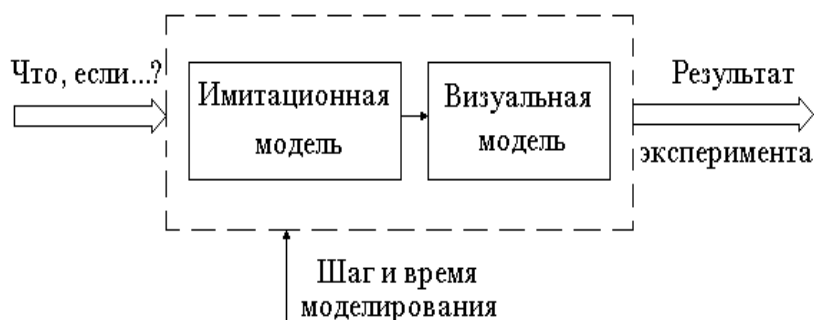 Что, если...?
Имитационная
модель
Визуальная
модель
Результат
эксперимента
Шаг и время
моделирования